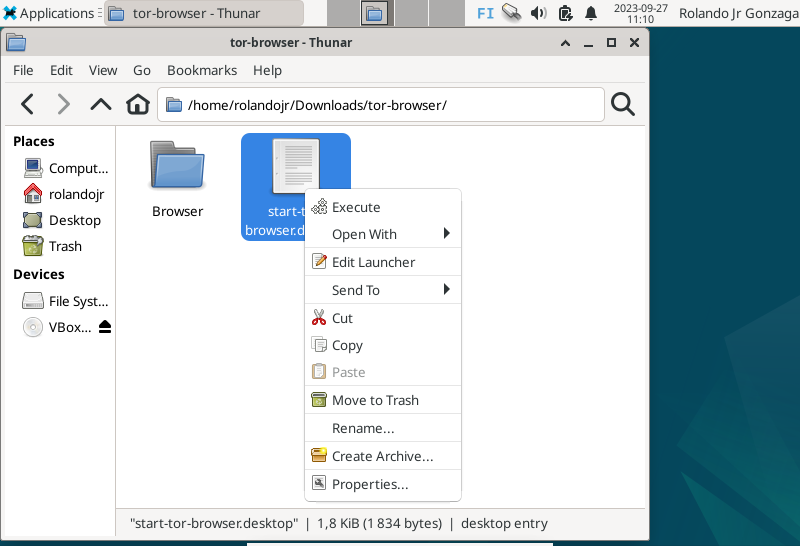 Applications
tor-browser - Thunar
FI
2023-09-27
11:10
Rolando Jr Gonzaga
tor-browser - Thunar
File Edit View Go Bookmarks Help
/home/rolandojr/Downloads/tor-browser/
Places
Comput...
rolandojr
Desktop
Trash
Devices
File Syst...
VBox...
Browser
start-t
browser.d
Execute
Open With
Edit Launcher
Send To
Cut
Copy
Paste
Move to Trash
Rename...
Create Archive...
Properties...
"start-tor-browser.desktop" | 1,8 KiB (1 834 bytes) | desktop entry